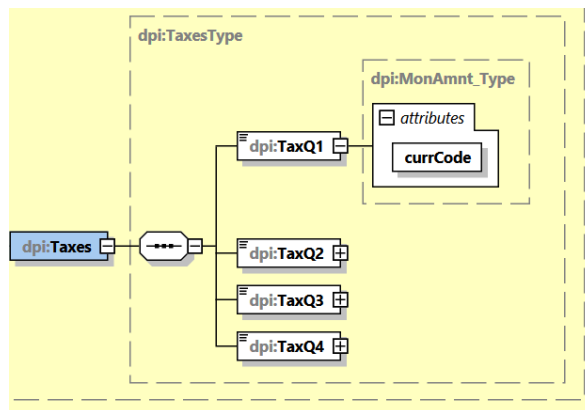 dpi:TaxesType
dpi:MonAmnt_Type
attributes
dpi:TaxQ1
currCode
dpi:Taxes
dpi:TaxQ2
dpi:TaxQ3
dpi:TaxQ4